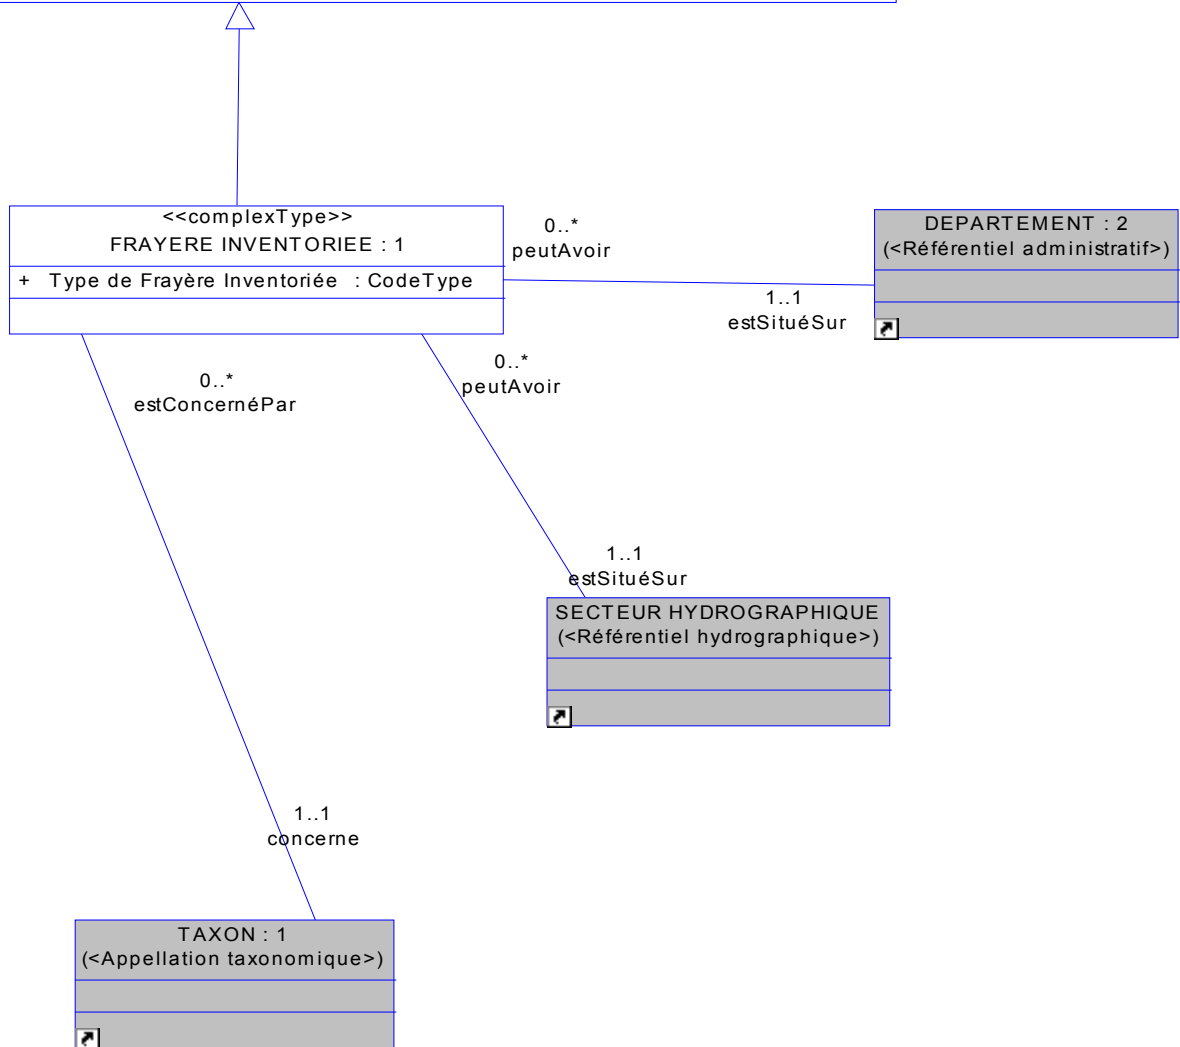 <<complexType>>
FRAYERE INVENTORIEE : 1
+ Type de Frayère Inventoriée : CodeType
0..*
peutAvoir
1..1
estSituéSur
DEPARTEMENT : 2
(<Référentiel administratif>)
0..*
peutAvoir
0..*
estConcernéPar
1..1
estSituéSur
SECTEUR HYDROGRAPHIQUE
(<Référentiel hydrographique>)
1..1
concerne
TAXON : 1
(<Appellation taxonomique>)